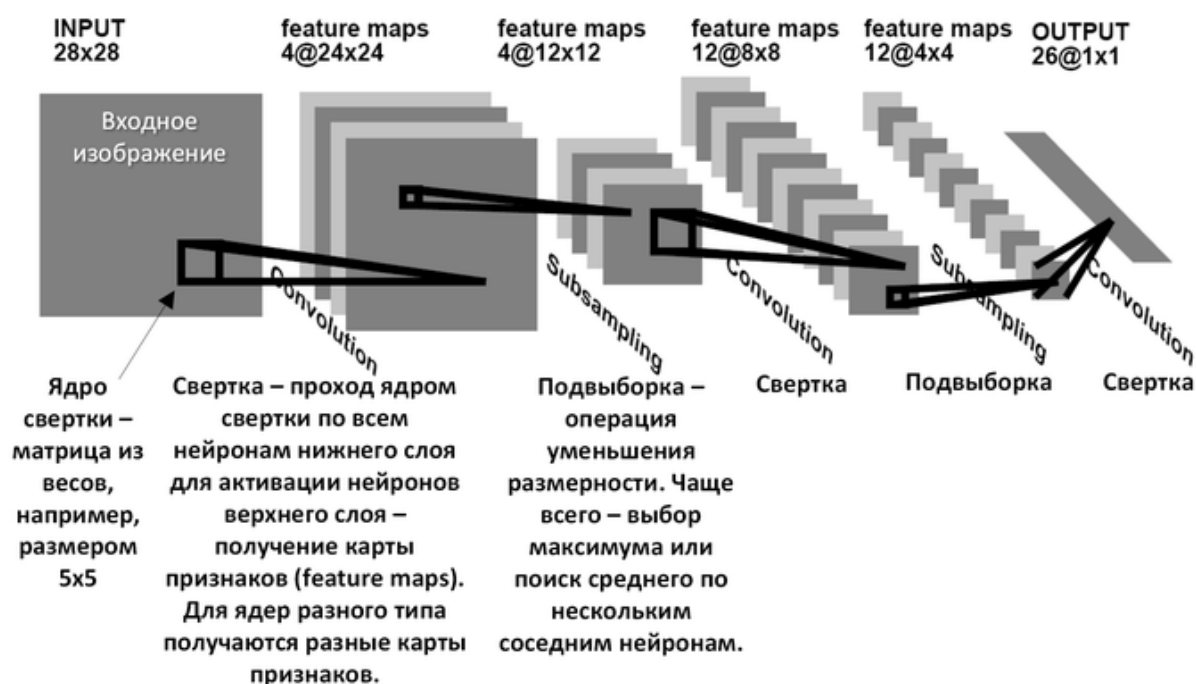 INPUT
28x28
feature maps
4@24x24
feature maps
4@12x12
feature maps
12@8x8
feature maps
12@4x4
OUTPUT
26@1x1
Входное
изображение
Convolution
Subsampling
Convolution
Subsampling
Convolution
Ядро
свертки –
матрица из
весов,
например,
размером
5x5
Свертка – проход ядром
свертки по всем
нейронам нижнего слоя
для активации нейронов
верхнего слоя –
получение карты
признаков (feature maps).
Для ядер разного типа
получаются разные карты
признаков.
Подвыборка –
операция
уменьшения
размерности. Чаще
всего – выбор
максимума или
поиск среднего по
нескольким
соседним нейронам.
Свертка
Подвыборка
Свертка